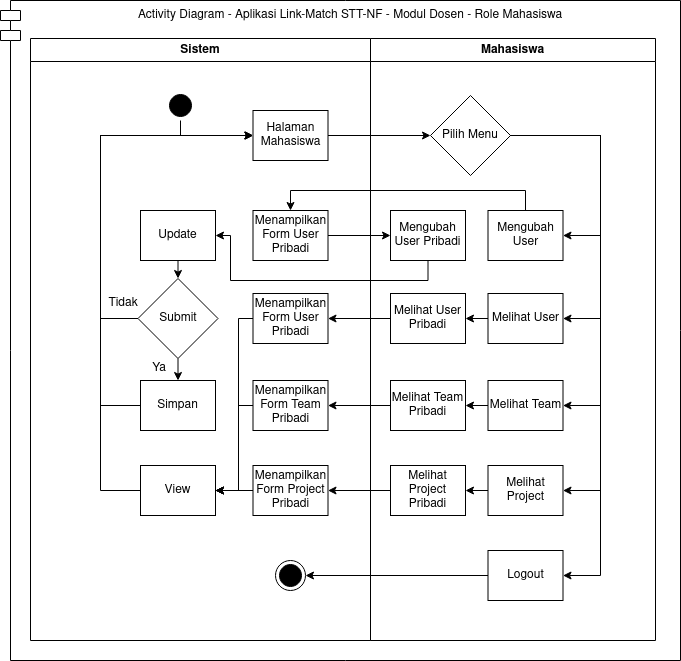 Activity Diagram - Aplikasi Link-Match STT-NF - Modul Dosen - Role Mahasiswa
Sistem
Mahasiswa
Halaman
Mahasiswa
Pilih Menu
Update
Menampilkan
Form User
Pribadi
Mengubah
User Pribadi
Mengubah
User
Tidak
Submit
Menampilkan
Form User
Pribadi
Melihat User
Pribadi
Melihat User
Ya
Simpan
Menampilkan
Form Team
Pribadi
Melihat Team
Pribadi
Melihat Team
View
Menampilkan
Form Project
Pribadi
Melihat
Project
Pribadi
Melihat
Project
Logout